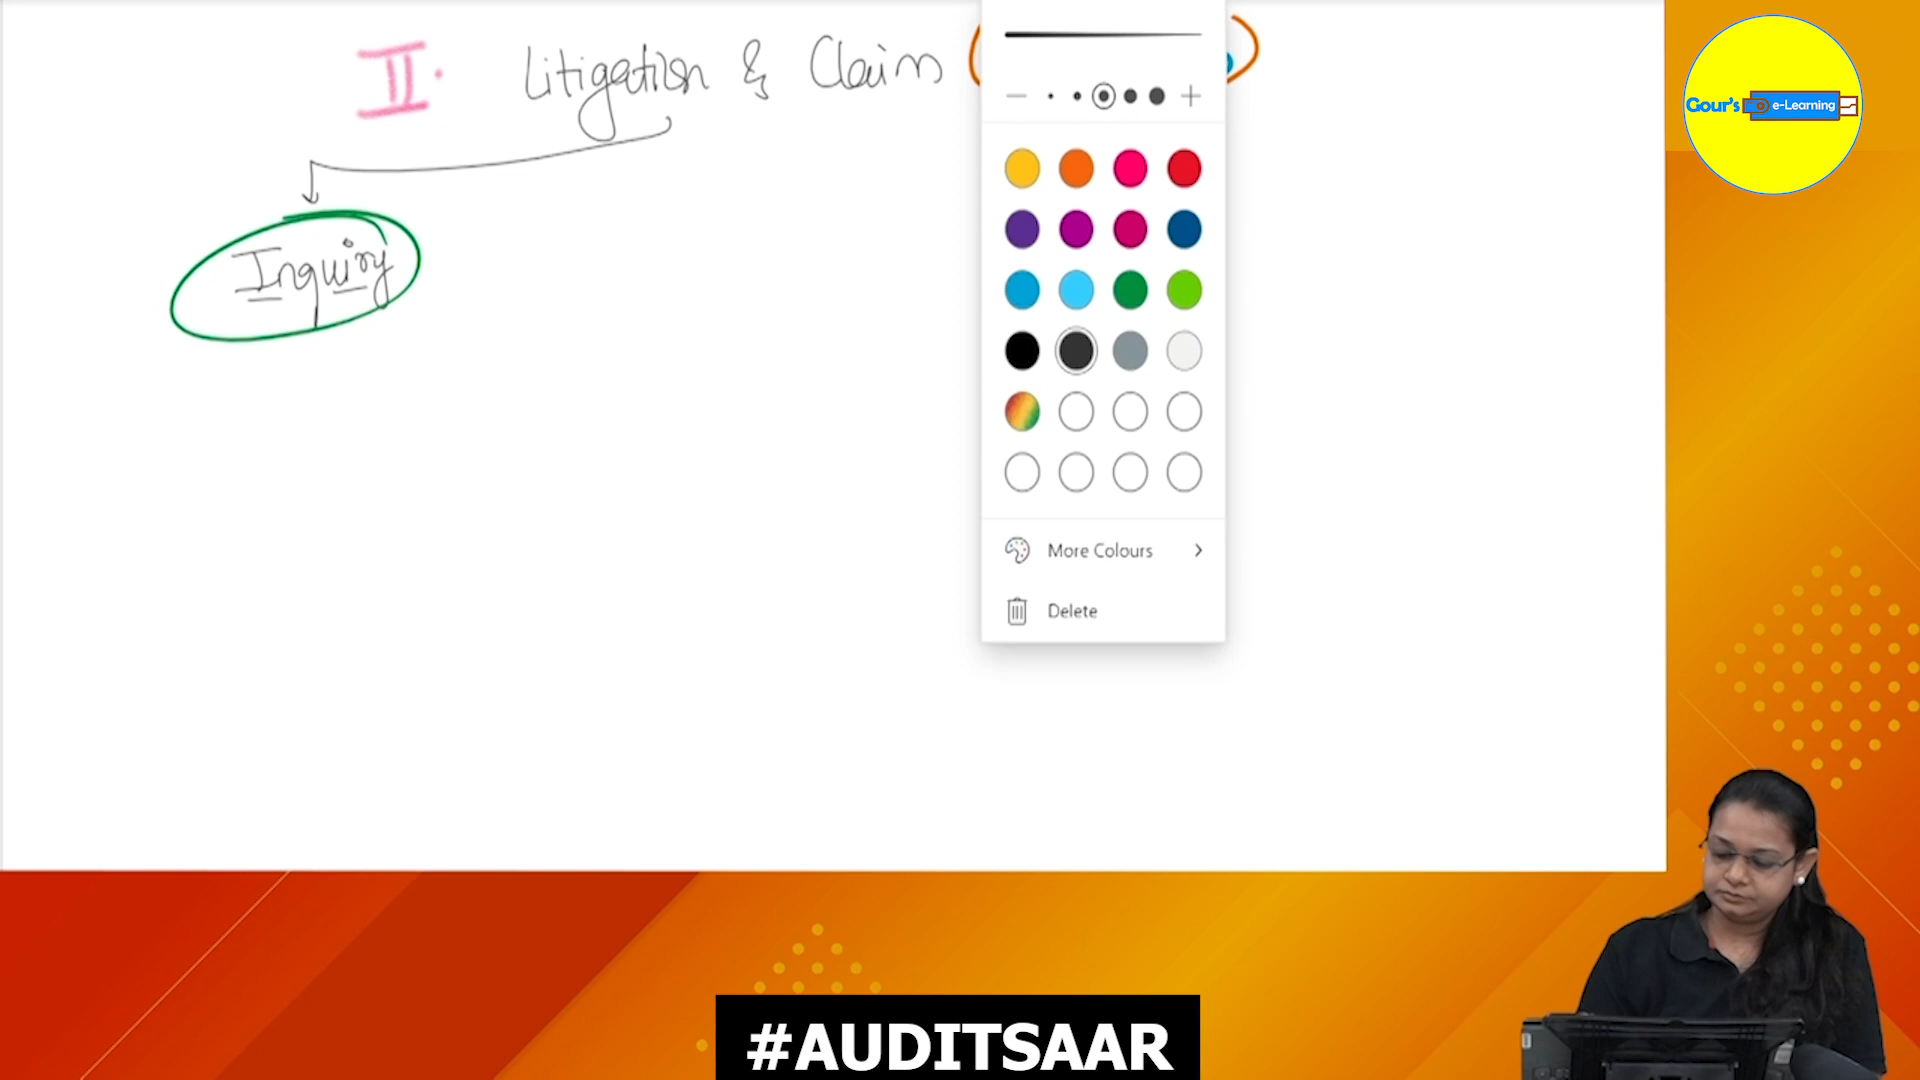 II. Litigation & Claim
Inquiry
More Colours
Delete
Gour's e-Learning
#AUDITSAAR